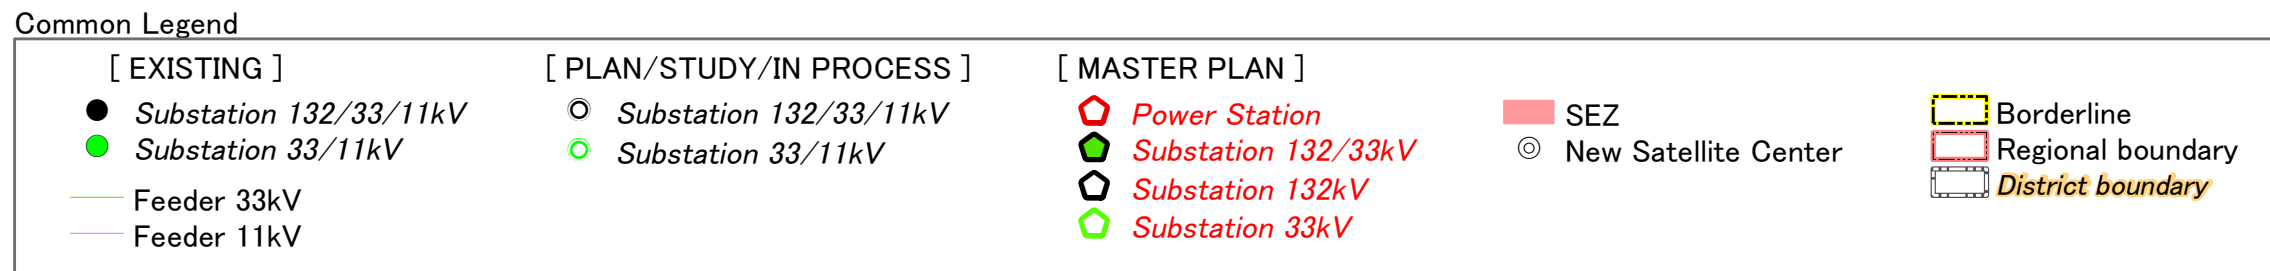 Common Legend
[ EXISTING ]
Substation 132/33/11kV
Substation 33/11kV
Feeder 33kV
Feeder 11kV
[ PLAN/STUDY/IN PROCESS ]
Substation 132/33/11kV
Substation 33/11kV
[ MASTER PLAN ]
Power Station
Substation 132/33kV
Substation 132kV
Substation 33kV
SEZ
New Satellite Center
Borderline
Regional boundary
District boundary